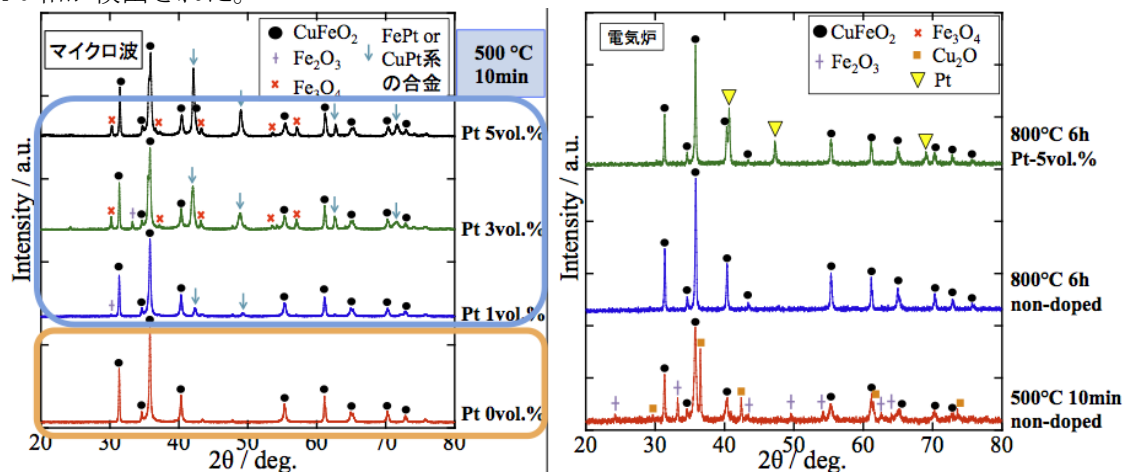 マイクロ波
● CuFeO₂
+ Fe₂O₃
× Fe₃O₄
FePt or
↓ CuPt系
の合金
500 °C
10min
Pt 5vol.%
Pt 3vol.%
Pt 1vol.%
Pt 0vol.%
Intensity / a.u.
20 30 40 50 60 70 80
2θ / deg.
電気炉
● CuFeO₂
+ Fe₂O₃
× Fe₃O₄
■ Cu₂O
▼ Pt
800°C 6h
Pt-5vol.%
800°C 6h
non-doped
500°C 10min
non-doped
Intensity / a.u.
20 30 40 50 60 70 80
2θ / deg.